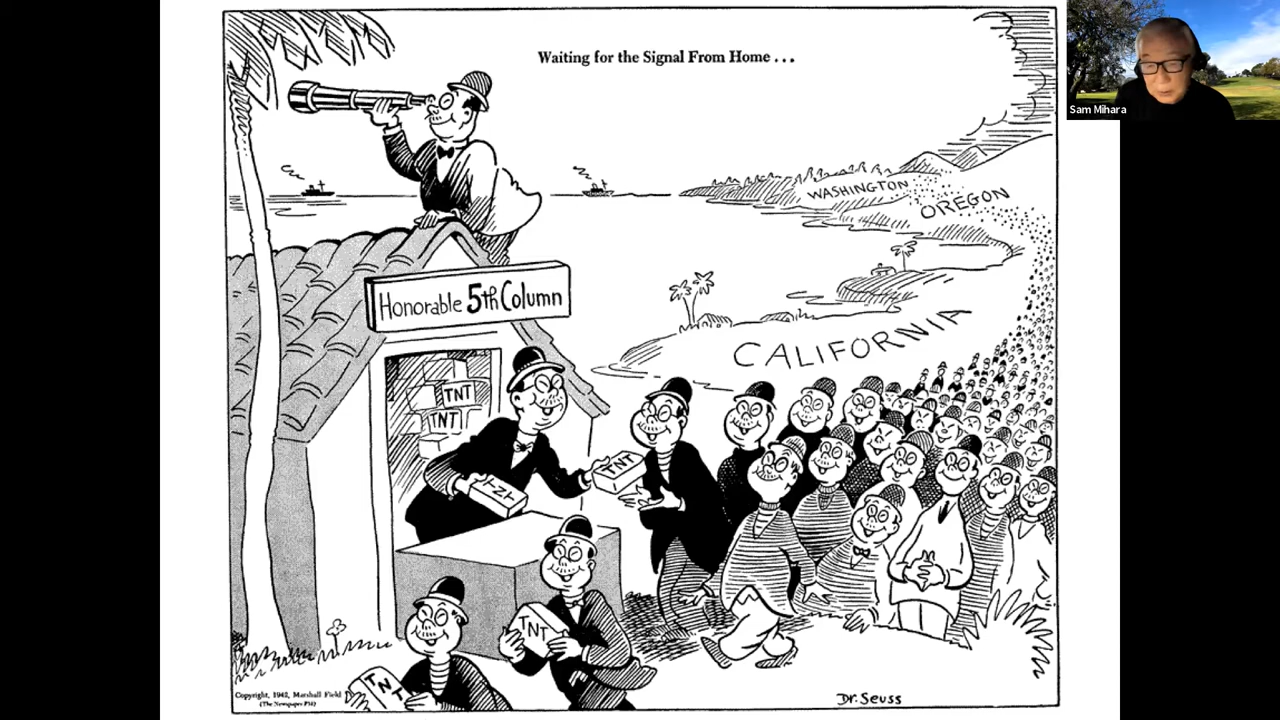 Waiting for the Signal From Home . . .
Sam Mihara
WASHINGTON
OREGON
Honorable 5th Column
CALIFORNIA
TNT
TNT
TNT
TNT
TNT
TNT
Copyright, 1942, Marshall Field
(The Newspaper PM)
Dr. Seuss